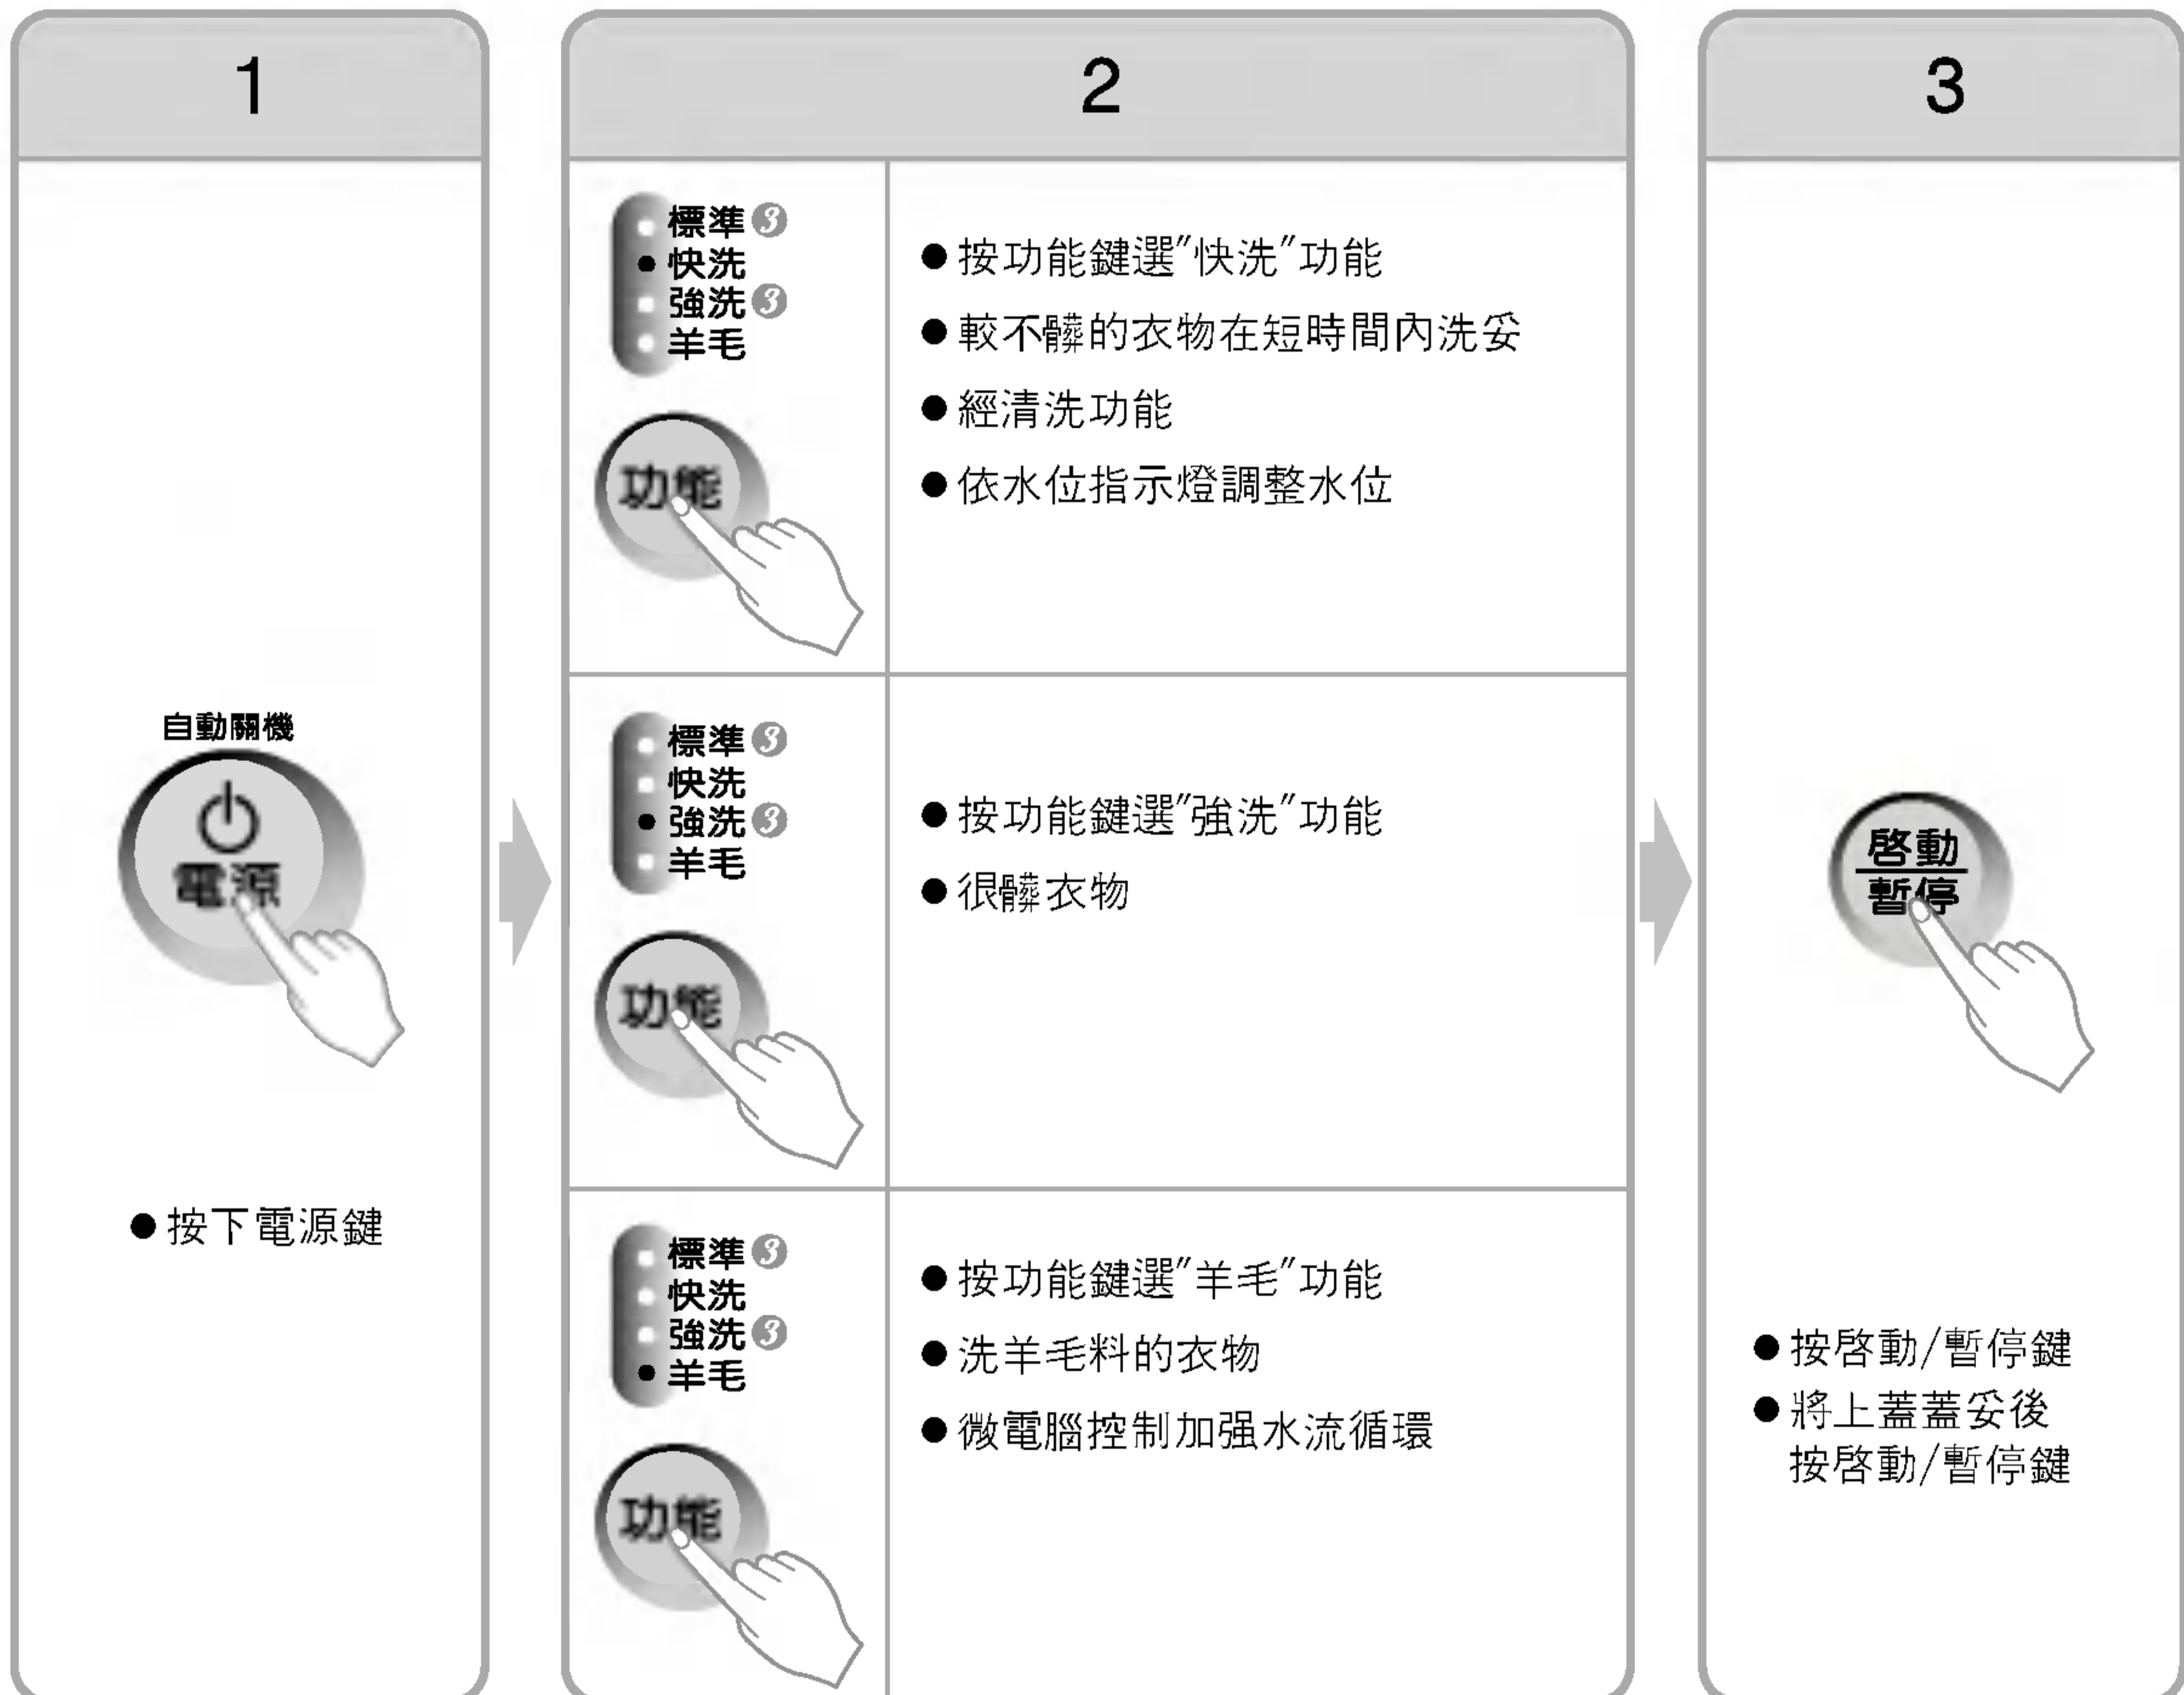 1
自動關機
電源
●按下電源鍵
2
標準③
快洗
強洗③
羊毛
功能
●按功能鍵選"快洗"功能
●較不髒的衣物在短時間內洗妥
●經清洗功能
●依水位指示燈調整水位
標準③
快洗
強洗③
羊毛
功能
●按功能鍵選"強洗"功能
●很髒衣物
標準③
快洗
強洗③
羊毛
功能
●按功能鍵選"羊毛"功能
●洗羊毛料的衣物
●微電腦控制加强水流循環
3
啓動
暫停
●按啓動/暫停鍵
●將上蓋蓋妥後
按啓動/暫停鍵